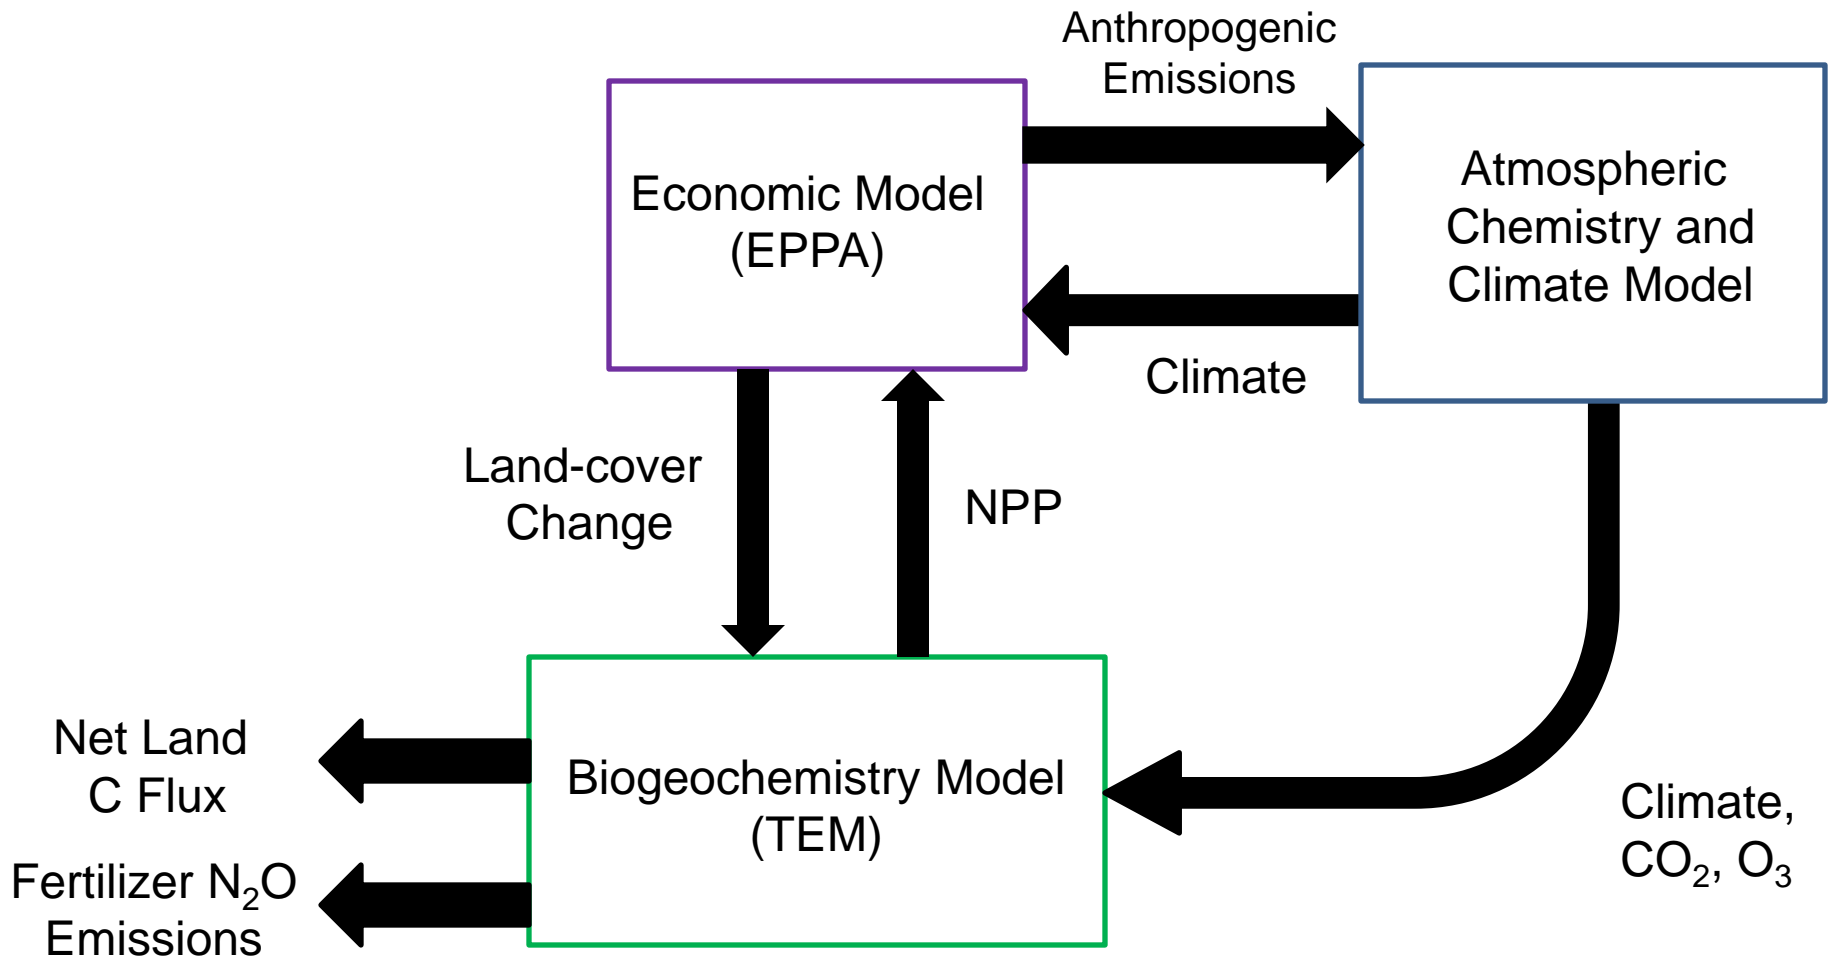 Anthropogenic
Emissions
Economic Model
(EPPA)
Atmospheric
Chemistry and
Climate Model
Climate
Land-cover
Change
NPP
Net Land
C Flux
Biogeochemistry Model
(TEM)
Climate,
CO₂, O₃
Fertilizer N₂O
Emissions